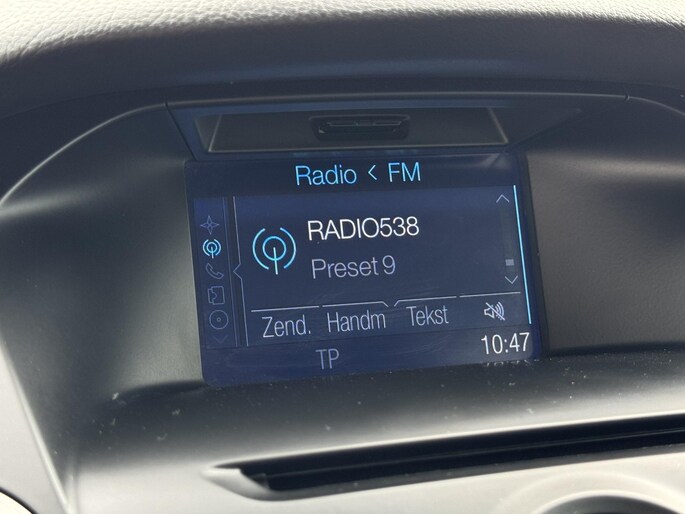 Radio < FM
RADIO538
Preset 9
Zend. Handm Tekst
TP
10:47